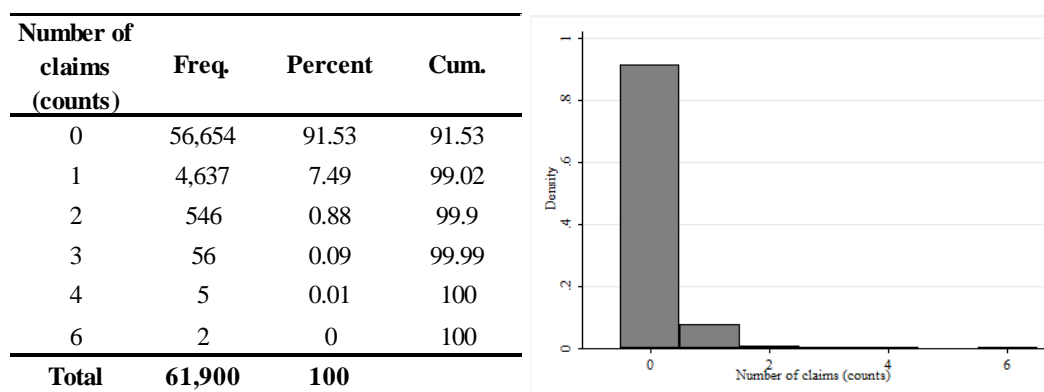 Number of claims (counts) Freq. Percent Cum.
0 56,654 91.53 91.53
1 4,637 7.49 99.02
2 546 0.88 99.9
3 56 0.09 99.99
4 5 0.01 100
6 2 0 100
Total 61,900 100
Density
1
.8
.6
.4
.2
0
0 2 4 6
Number of claims (counts)